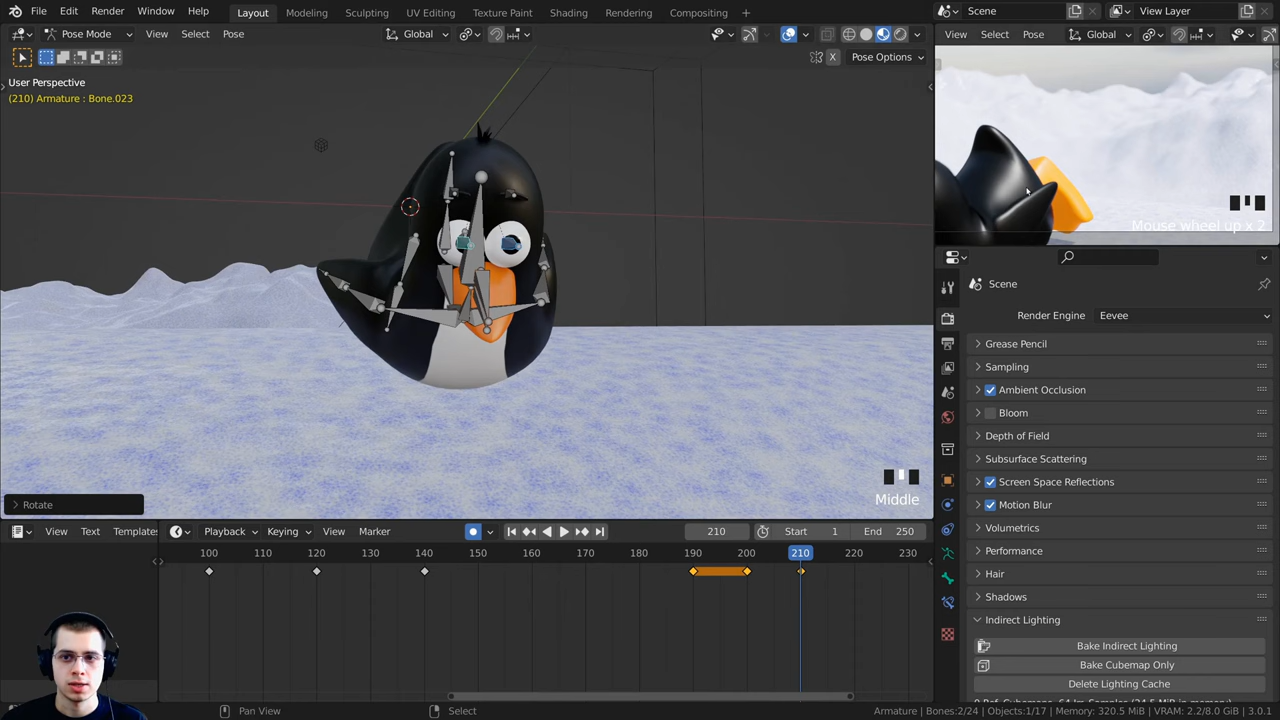 File Edit Render Window Help Layout Modeling Sculpting UV Editing Texture Paint Shading Rendering Compositing + Scene View Layer
Pose Mode View Select Pose Global View Select Pose Global
X Pose Options
User Perspective
(210) Armature : Bone.023
Mouse wheel up x 2
Scene
Render Engine Eevee
Grease Pencil
Sampling
Ambient Occlusion
Bloom
Depth of Field
Subsurface Scattering
Screen Space Reflections
Motion Blur
Volumetrics
Performance
Hair
Shadows
Indirect Lighting
Bake Indirect Lighting
Bake Cubemap Only
Delete Lighting Cache
Middle
Rotate
View Text Templates Playback Keying View Marker 210 Start 1 End 250
100 110 120 130 140 150 160 170 180 190 200 210 220 230
Pan View Select Armature | Bones:2/24 | Objects:1/17 | Memory: 320.5 MiB | VRAM: 2.2/8.0 GiB | 3.0.1